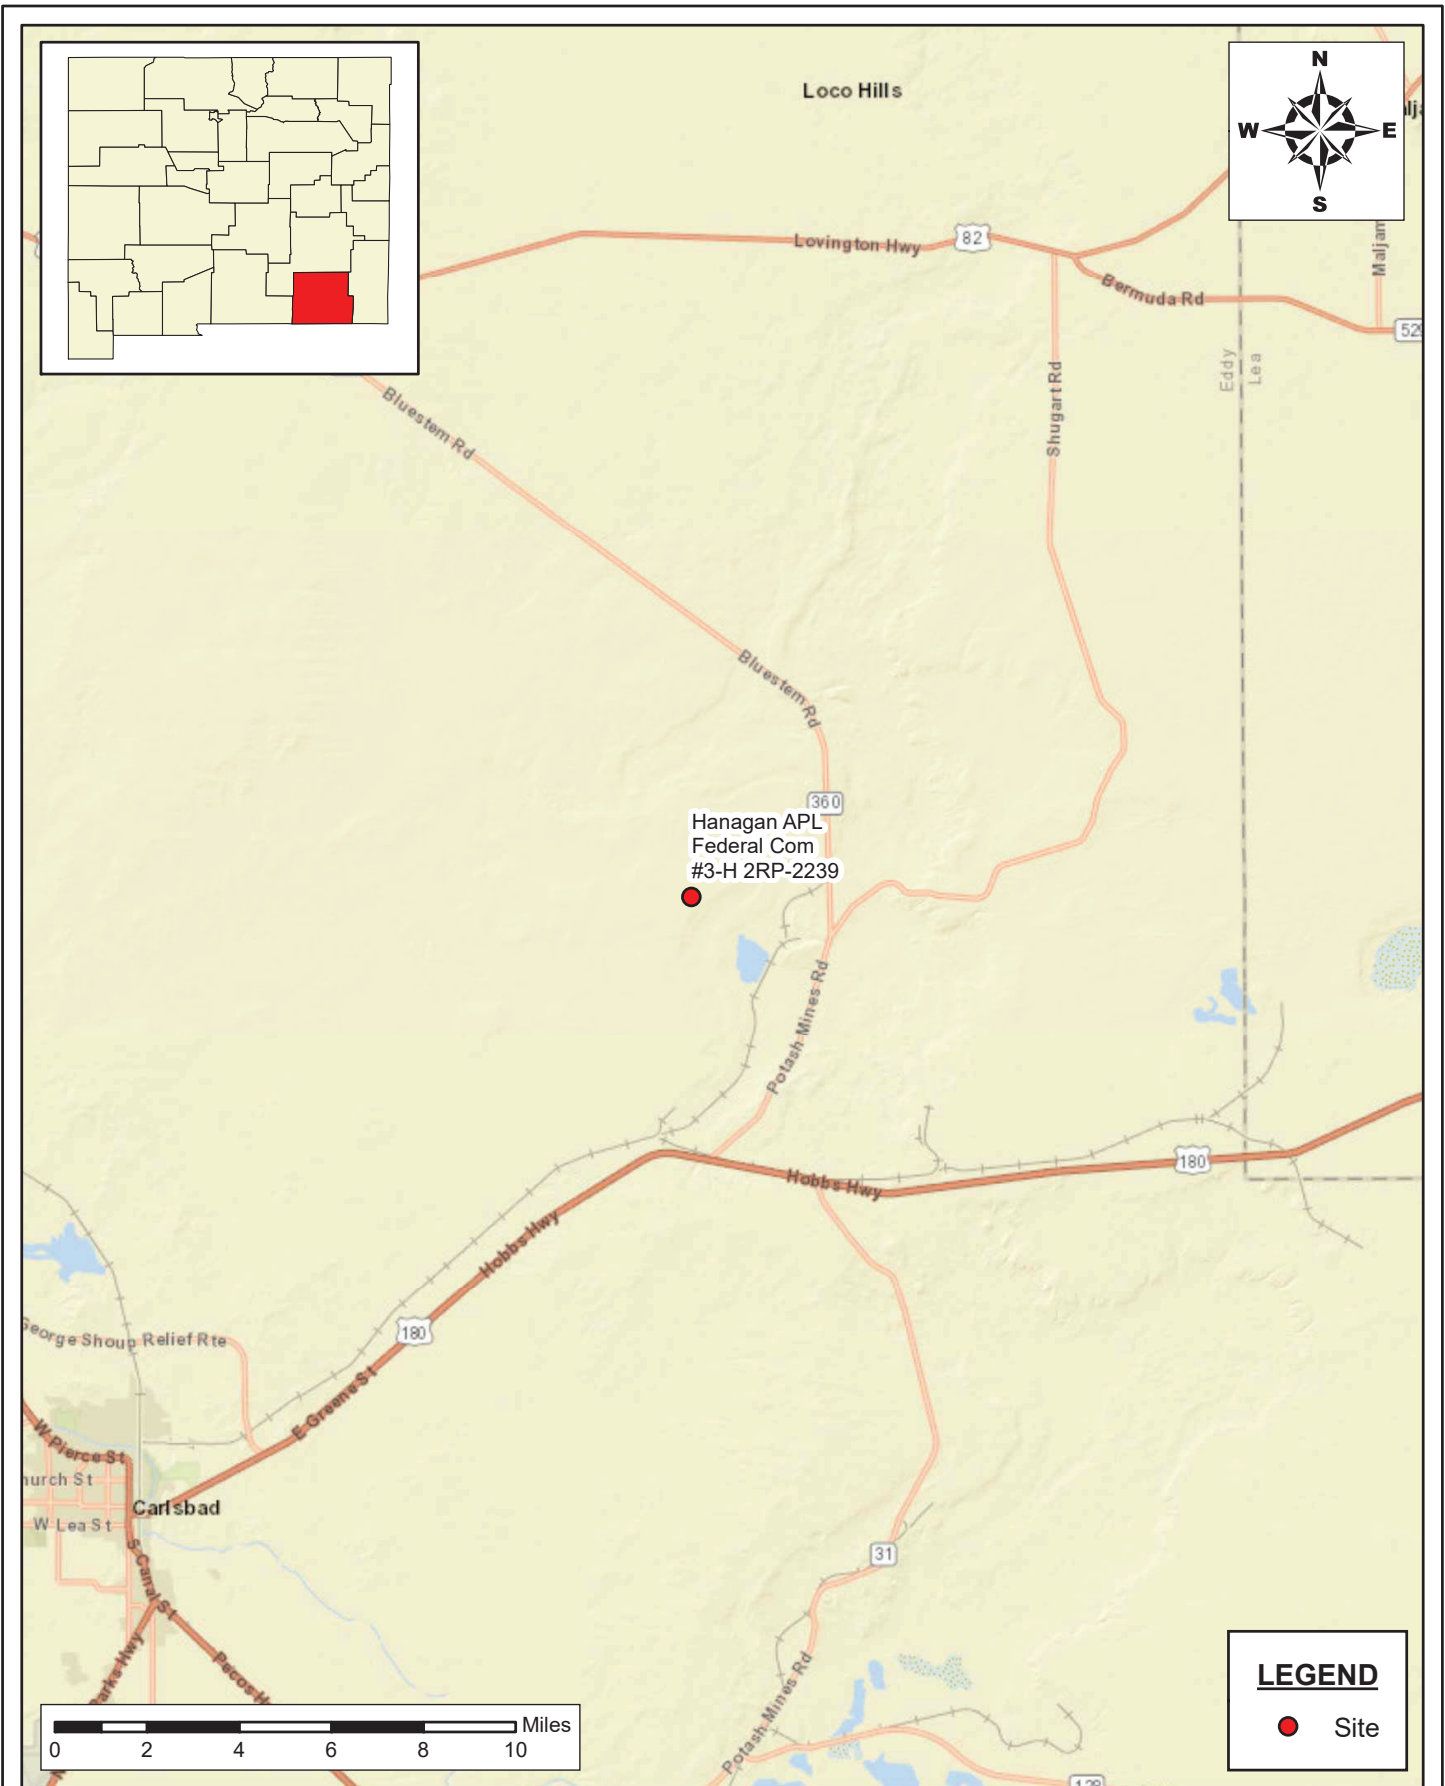 Loco Hills
N
W
E
S
Lovington Hwy
82
Bermuda Rd
Maljam
529
Eddy
Lea
Shugart Rd
Bluestem Rd
Bluestem Rd
360
Hanagan APL
Federal Com
#3-H 2RP-2239
Potash Mines Rd
180
Hobbs Hwy
Hobbs Hwy
180
George Shoup Relief Rte
E Greene St
W Pierce St
hurch St
Carlsbad
W Lea St
S Canal St
31
Parks Hwy
Pecos H
Potash Mines Rd
128
LEGEND
Site
Miles
0 2 4 6 8 10